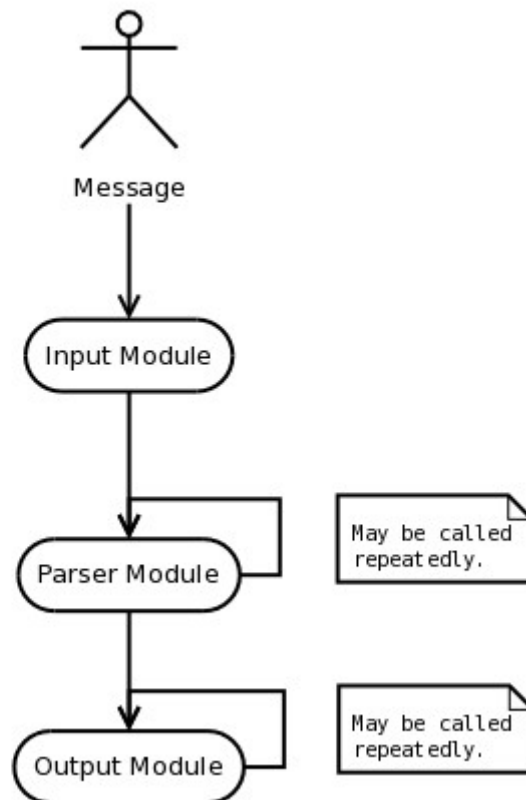 Message
Input Module
Parser Module
May be called
repeatedly.
Output Module
May be called
repeatedly.